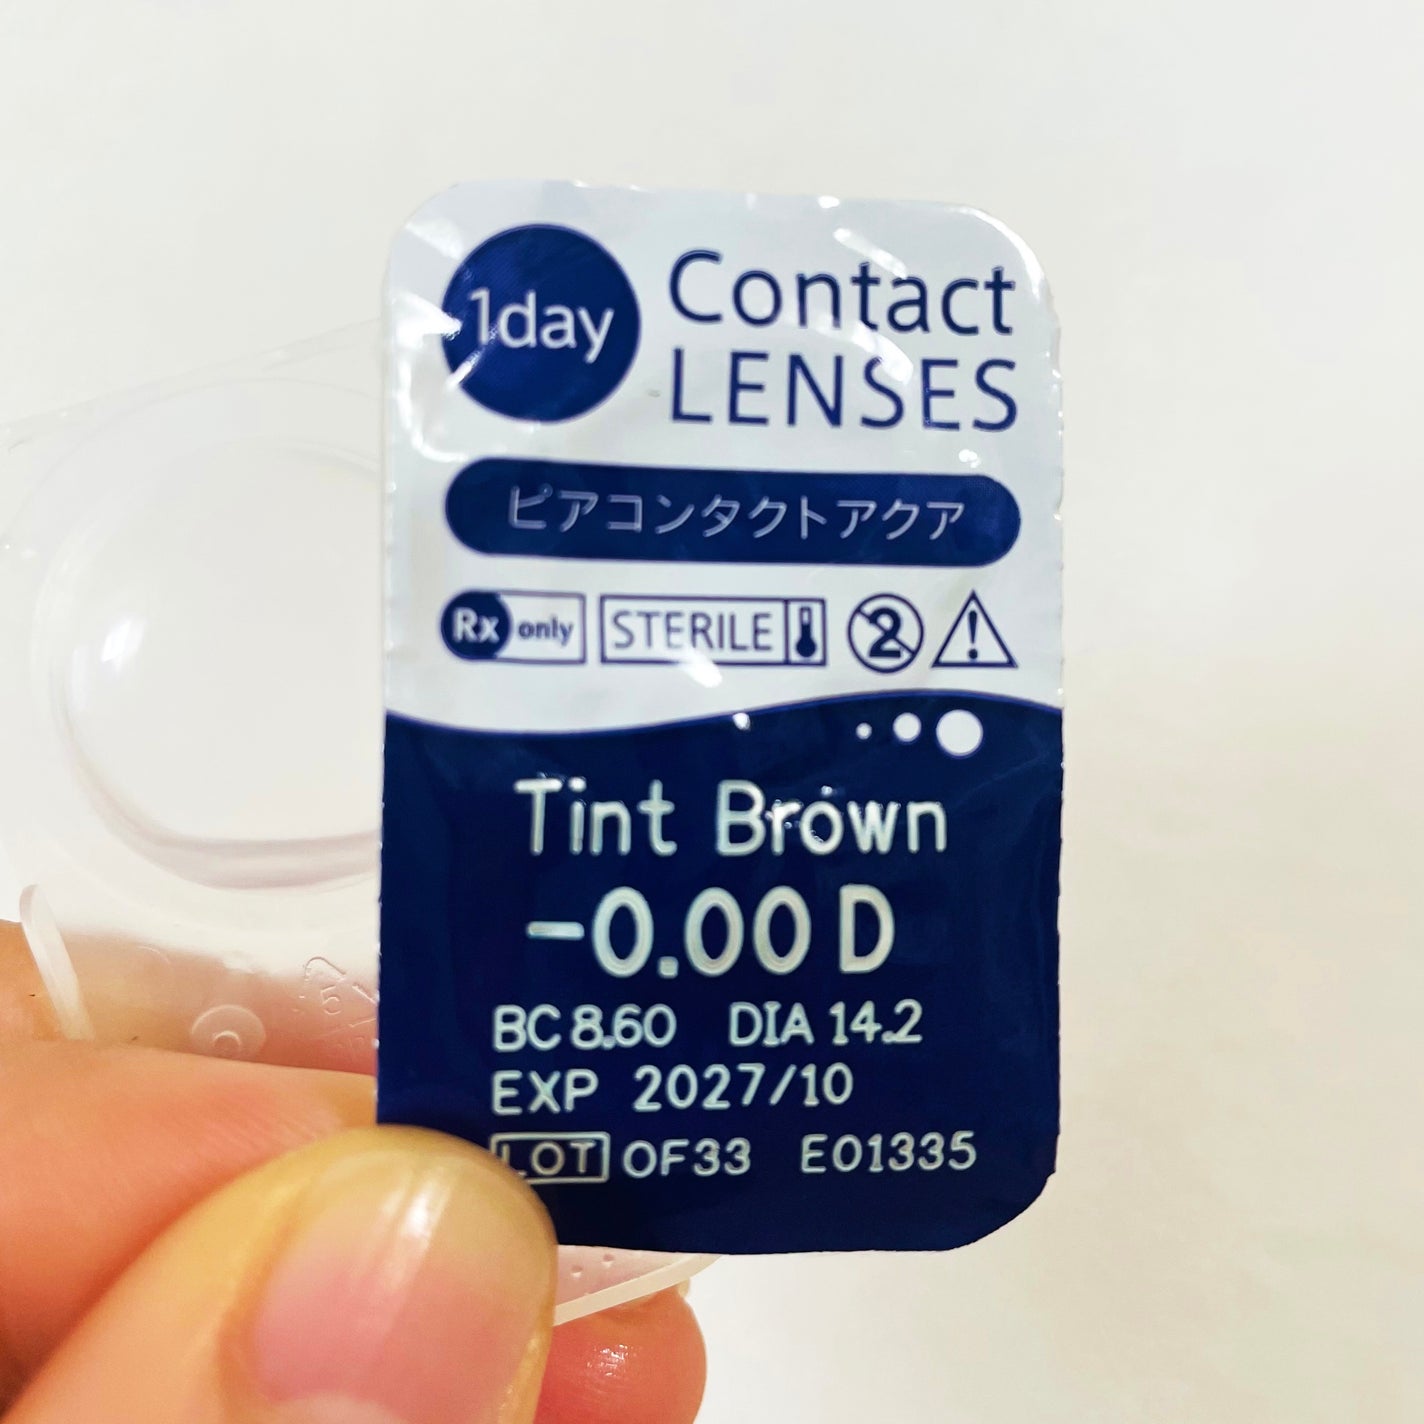 1day
Contact
LENSES
ピアコンタクトアクア
Rx only
STERILE
2
Tint Brown
-0.00 D
BC 8.60 DIA 14.2
EXP 2027/10
LOT OF33 E01335